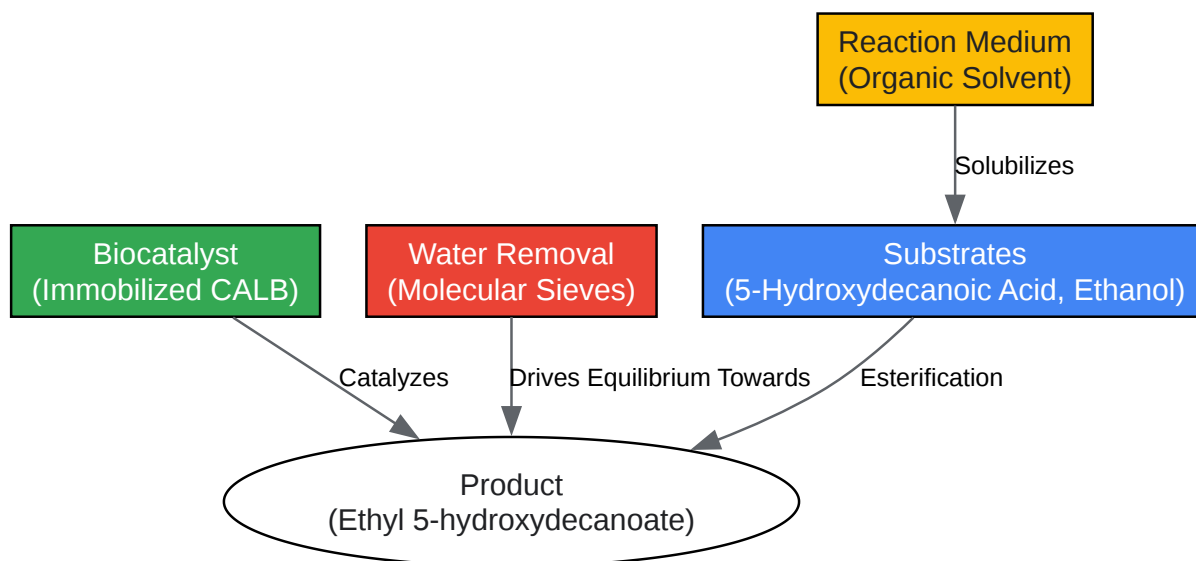 Reaction Medium
(Organic Solvent)
Solubilizes
Biocatalyst
(Immobilized CALB)
Water Removal
(Molecular Sieves)
Substrates
(5-Hydroxydecanoic Acid, Ethanol)
Catalyzes
Drives Equilibrium Towards
Esterification
Product
(Ethyl 5-hydroxydecanoate)